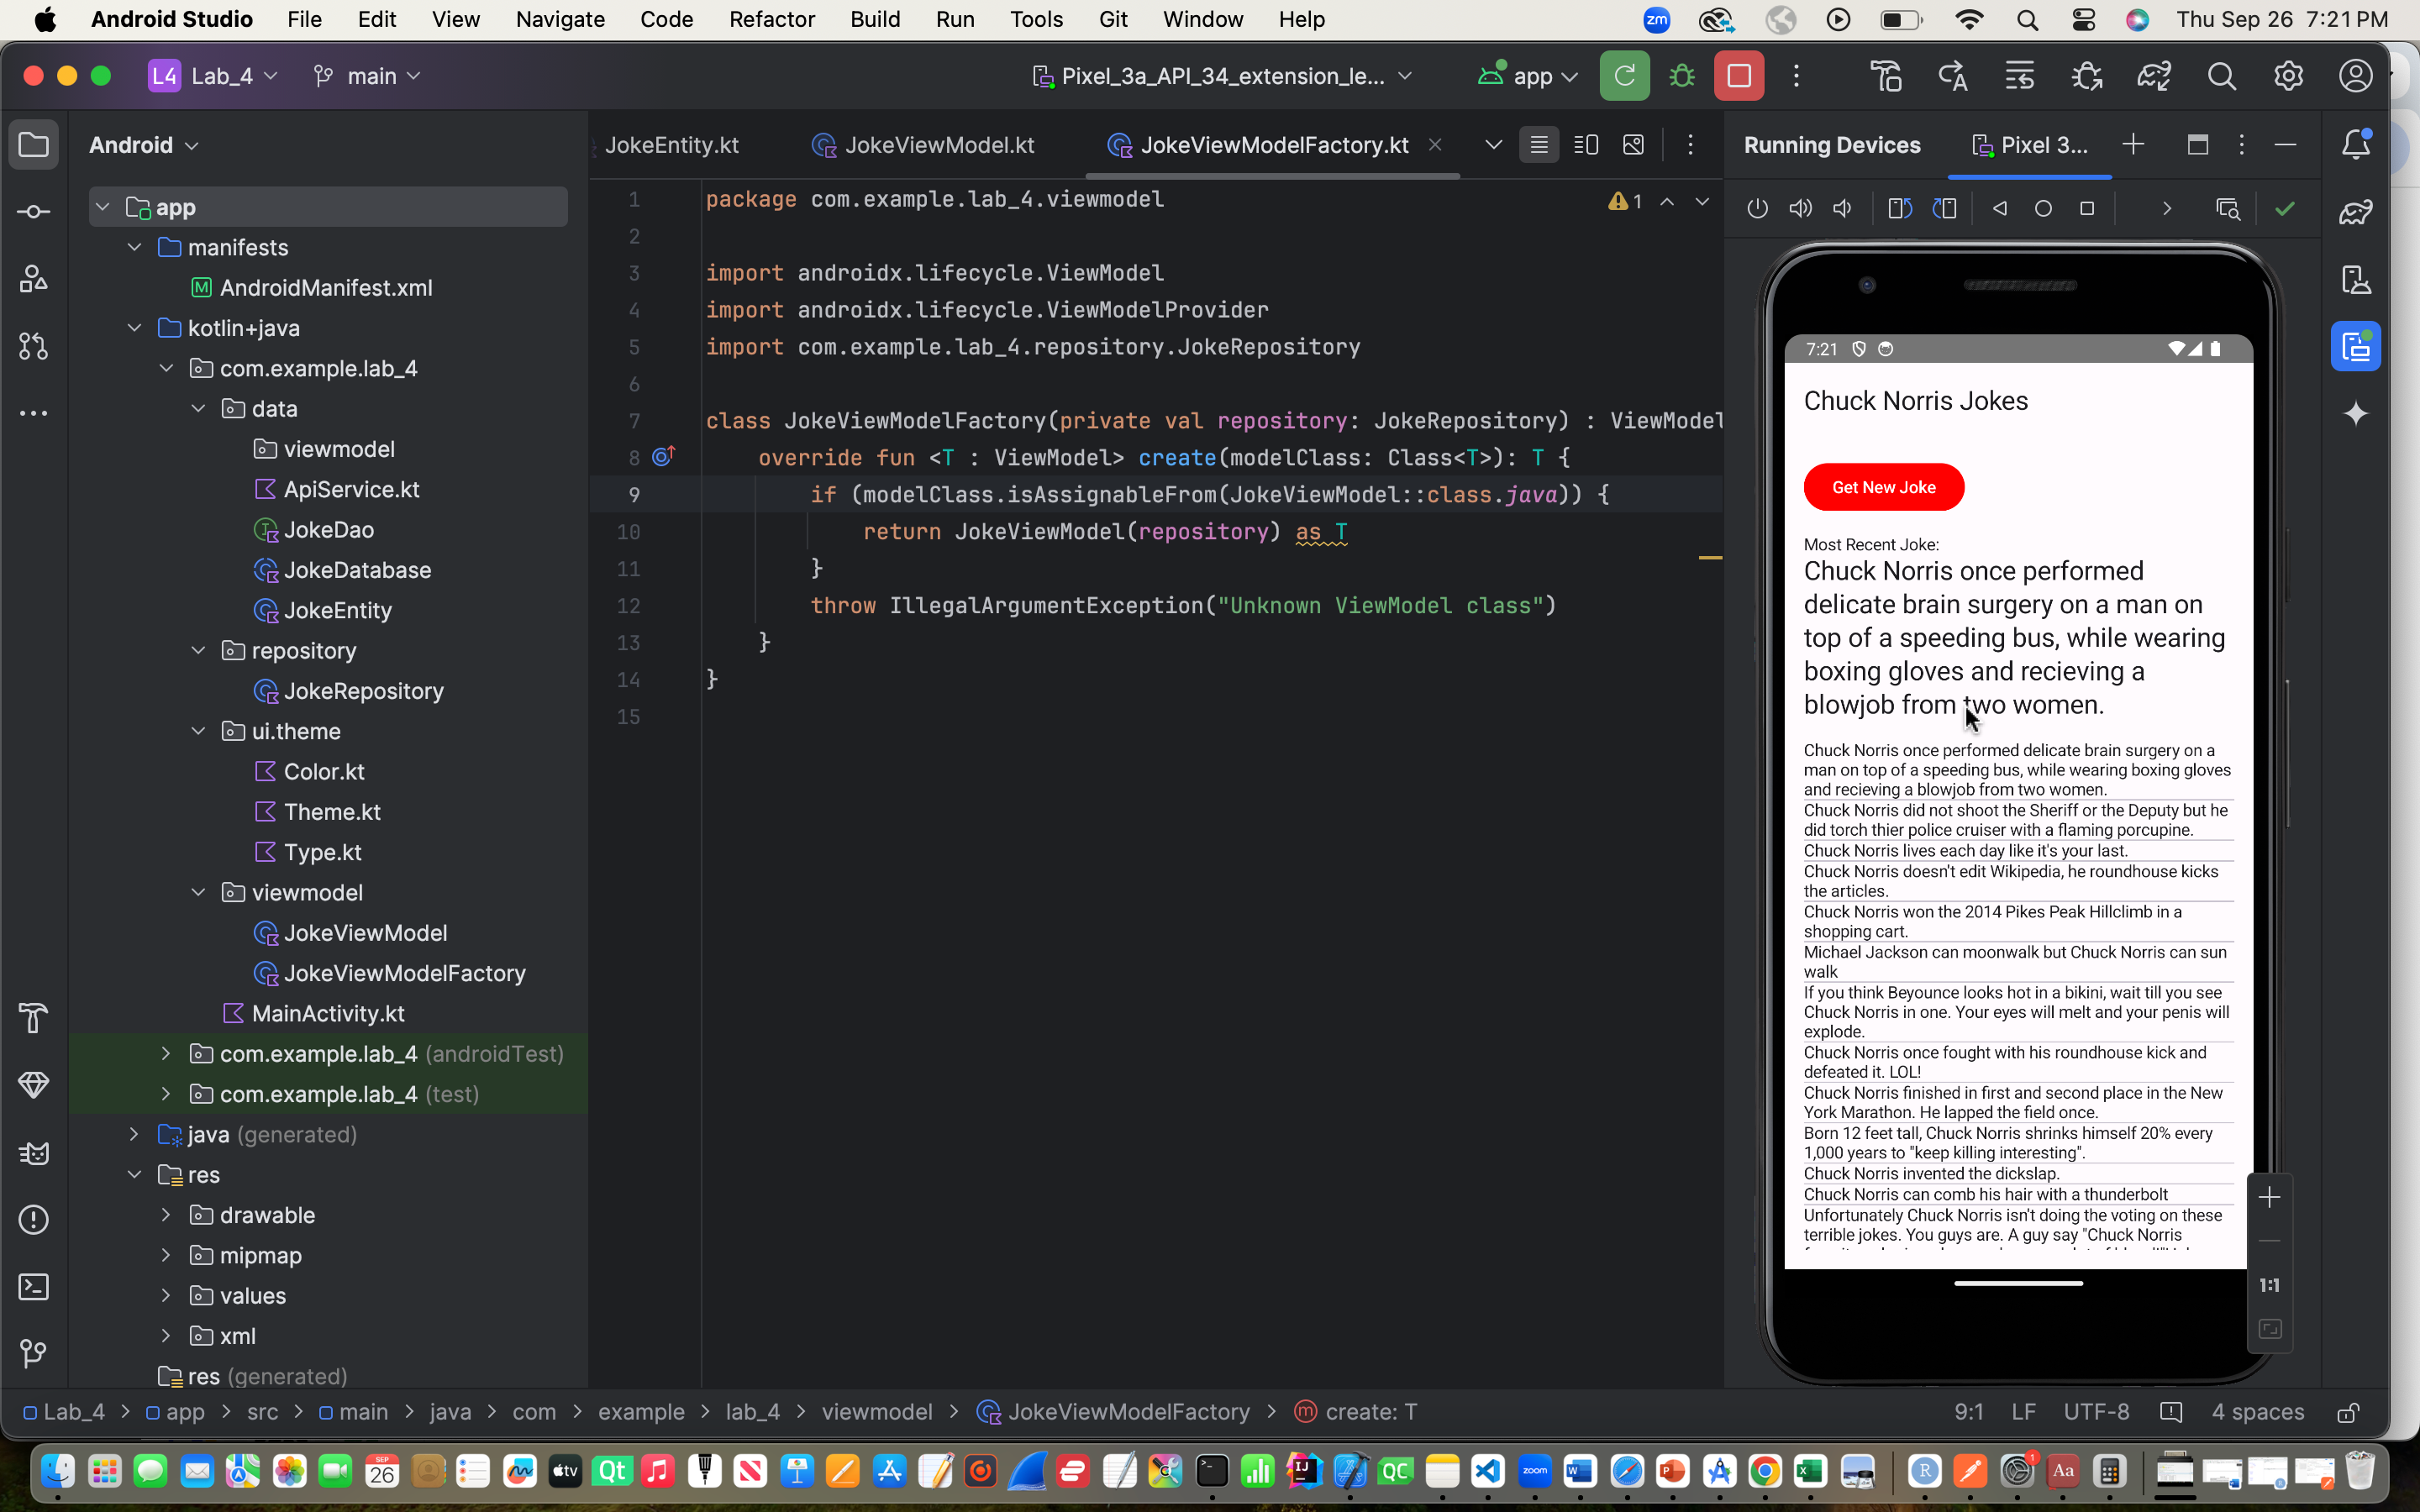 Android Studio File Edit View Navigate Code Refactor Build Run Tools Git Window Help
zm
Thu Sep 26 7:21 PM
L4 Lab_4 main
Pixel_3a_API_34_extension_le...
app
Android
app
manifests
AndroidManifest.xml
kotlin+java
com.example.lab_4
data
viewmodel
ApiService.kt
JokeDao
JokeDatabase
JokeEntity
repository
JokeRepository
ui.theme
Color.kt
Theme.kt
Type.kt
viewmodel
JokeViewModel
JokeViewModelFactory
MainActivity.kt
com.example.lab_4 (androidTest)
com.example.lab_4 (test)
java (generated)
res
drawable
mipmap
values
xml
res (generated)
JokeEntity.kt JokeViewModel.kt JokeViewModelFactory.kt
1
1 package com.example.lab_4.viewmodel
2
3 import androidx.lifecycle.ViewModel
4 import androidx.lifecycle.ViewModelProvider
5 import com.example.lab_4.repository.JokeRepository
6
7 class JokeViewModelFactory(private val repository: JokeRepository) : ViewModel
8 override fun <T : ViewModel> create(modelClass: Class<T>): T {
9 if (modelClass.isAssignableFrom(JokeViewModel::class.java)) {
10 return JokeViewModel(repository) as T
11 }
12 throw IllegalArgumentException("Unknown ViewModel class")
13 }
14 }
15
Running Devices Pixel 3...
7:21
Chuck Norris Jokes
Get New Joke
Most Recent Joke:
Chuck Norris once performed
delicate brain surgery on a man on
top of a speeding bus, while wearing
boxing gloves and recieving a
blowjob from two women.
Chuck Norris once performed delicate brain surgery on a
man on top of a speeding bus, while wearing boxing gloves
and recieving a blowjob from two women.
Chuck Norris did not shoot the Sheriff or the Deputy but he
did torch thier police cruiser with a flaming porcupine.
Chuck Norris lives each day like it's your last.
Chuck Norris doesn't edit Wikipedia, he roundhouse kicks
the articles.
Chuck Norris won the 2014 Pikes Peak Hillclimb in a
shopping cart.
Michael Jackson can moonwalk but Chuck Norris can sun
walk
If you think Beyounce looks hot in a bikini, wait till you see
Chuck Norris in one. Your eyes will melt and your penis will
explode.
Chuck Norris once fought with his roundhouse kick and
defeated it. LOL!
Chuck Norris finished in first and second place in the New
York Marathon. He lapped the field once.
Born 12 feet tall, Chuck Norris shrinks himself 20% every
1,000 years to "keep killing interesting".
Chuck Norris invented the dickslap.
Chuck Norris can comb his hair with a thunderbolt
Unfortunately Chuck Norris isn't doing the voting on these
terrible jokes. You guys are. A guy say "Chuck Norris
1:1
Lab_4 > app > src > main > java > com > example > lab_4 > viewmodel > JokeViewModelFactory > create: T
9:1 LF UTF-8 4 spaces
SEP
26
tv
Qt
IJ
QC
zoom
W
P
X
R
1
Aa